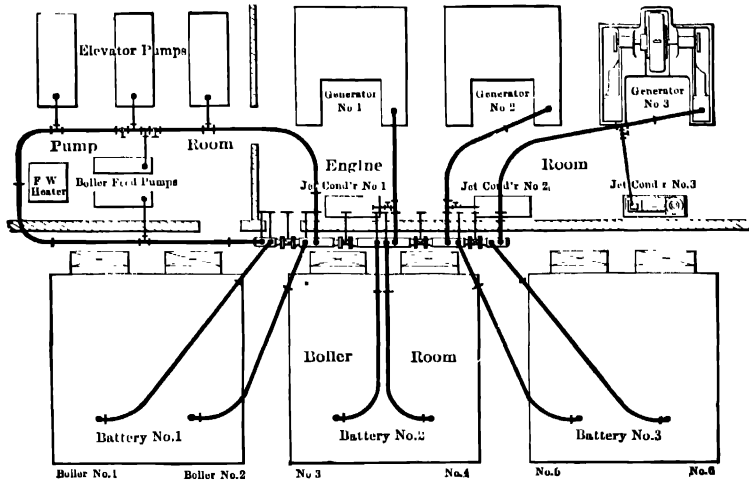 Elevator Pumps
Generator
No 1
Generator
No 2
Generator
No 3
Pump Room
Engine Room
F W
Heater
Boiler Feed Pumps
Jet Cond'r No 1
Jet Cond'r No 2
Jet Cond'r No.3
Boiler Room
Battery No.1
Battery No.2
Battery No.3
Boiler No.1
Boiler No.2
No 3
No.4
No.5
No.6